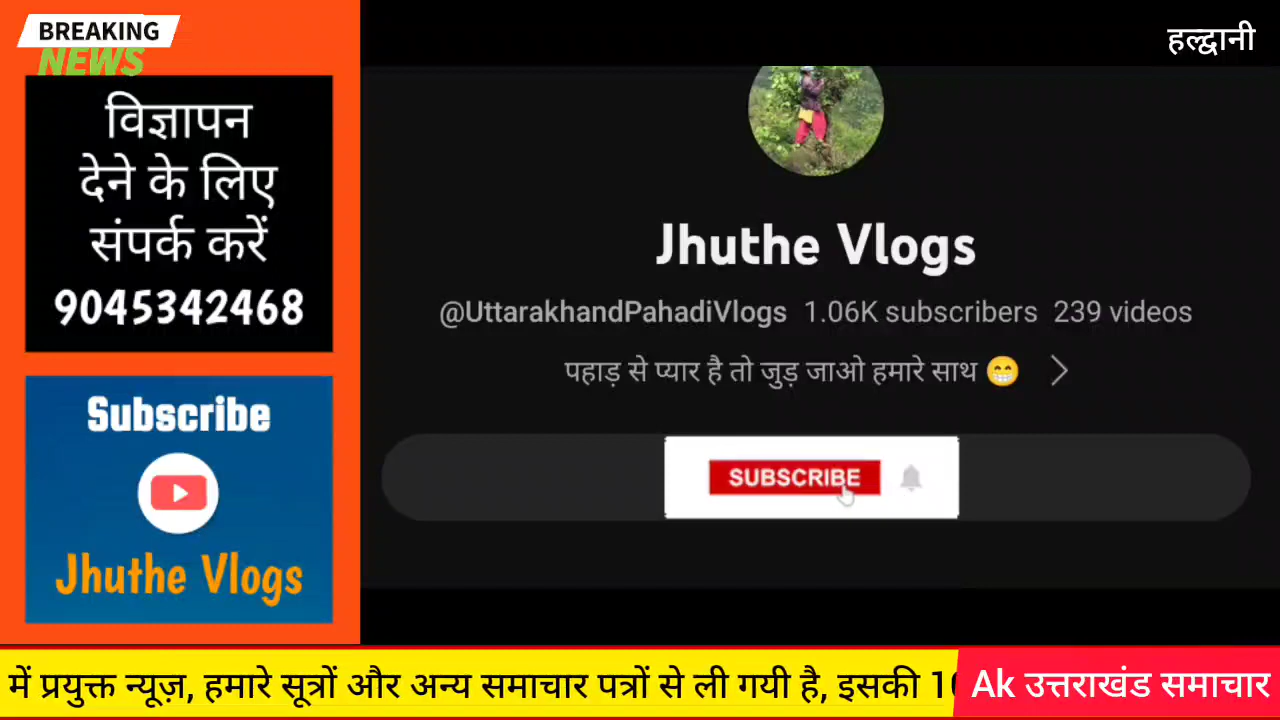 BREAKING
NEWS
हल्द्वानी
विज्ञापन
देने के लिए
संपर्क करें
9045342468
Subscribe
Jhuthe Vlogs
Jhuthe Vlogs
@UttarakhandPahadiVlogs 1.06K subscribers 239 videos
पहाड़ से प्यार है तो जुड़ जाओ हमारे साथ 😁
SUBSCRIBE
में प्रयुक्त न्यूज़, हमारे सूत्रों और अन्य समाचार पत्रों से ली गयी है, इसकी
Ak उत्तराखंड समाचार